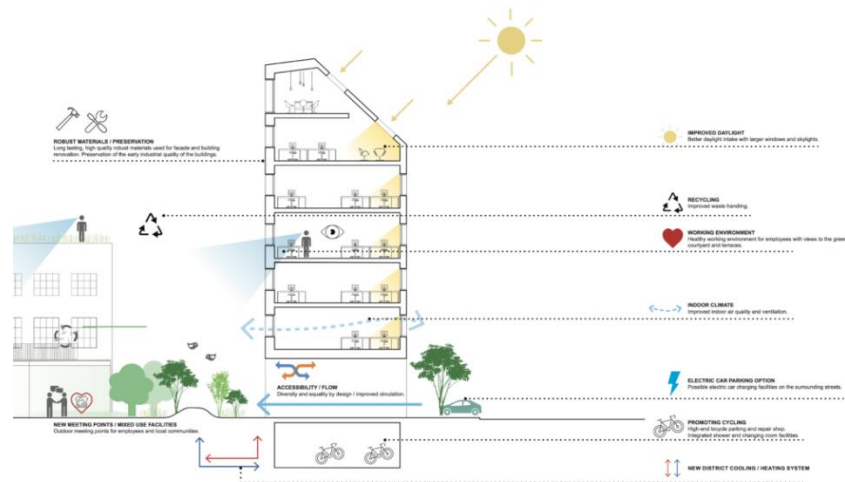 ROBUST MATERIALS / PRESERVATION
Long lasting, high quality robust materials used for facade and building
renovation. Preservation of the early industrial quality of the buildings.
IMPROVED DAYLIGHT
Better daylight intake with larger windows and skylights.
RECYCLING
Improved waste handling.
WORKING ENVIRONMENT
Healthy working environment for employees with views to the green
courtyard and terraces.
INDOOR CLIMATE
Improved indoor air quality and ventilation.
ACCESSIBILITY / FLOW
Diversity and equality by design / improved circulation.
ELECTRIC CAR PARKING OPTION
Possible electric car charging facilities on the surrounding streets.
NEW MEETING POINTS / MIXED USE FACILITIES
Outdoor meeting points for employees and local communities.
PROMOTING CYCLING
High-end bicycle parking and repair shop.
Integrated shower and changing room facilities.
NEW DISTRICT COOLING / HEATING SYSTEM